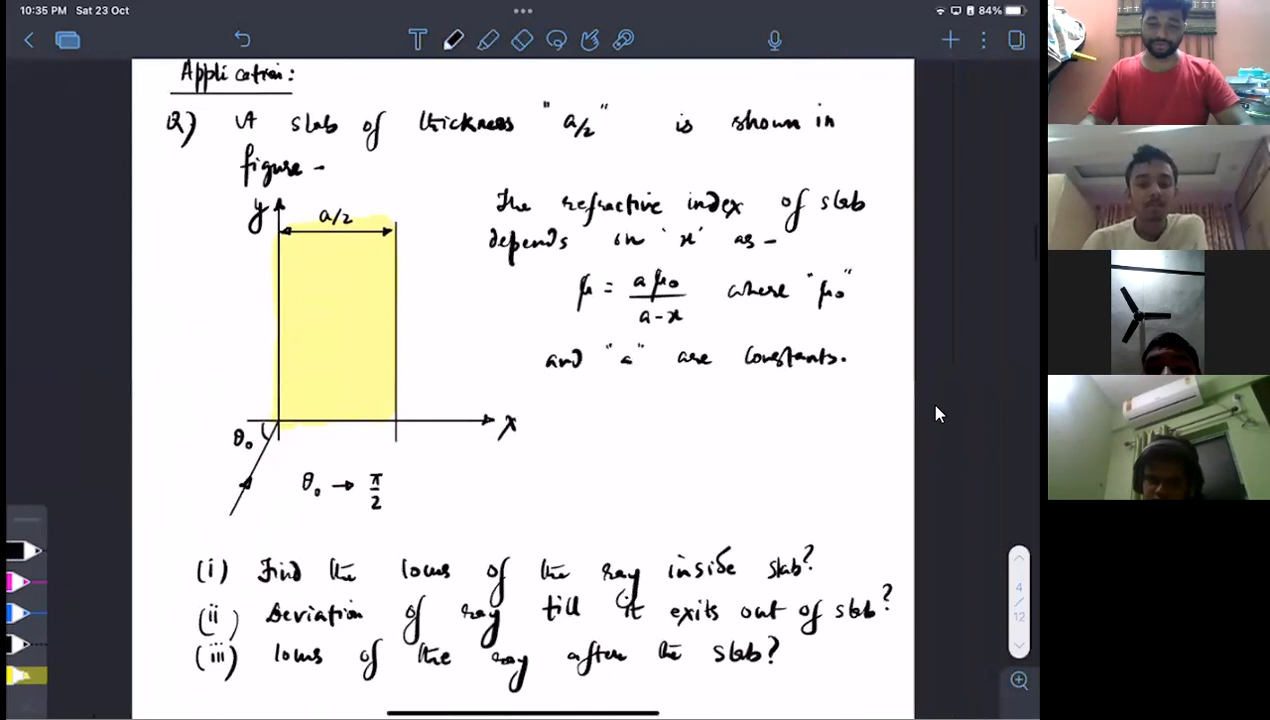 10:35 PM Sat 23 Oct
84%
Application:
Q) A slab of thickness "a/2" is shown in
figure -
y
a/2
The refractive index of slab
depends on 'x' as -
μ = aμ₀/(a-x) where "μ₀"
and "a" are constants.
x
θ₀
θ₀ → π/2
(i) Find the locus of the ray inside slab?
(ii) Deviation of ray till it exits out of slab?
(iii) locus of the ray after the slab?
4
/
12